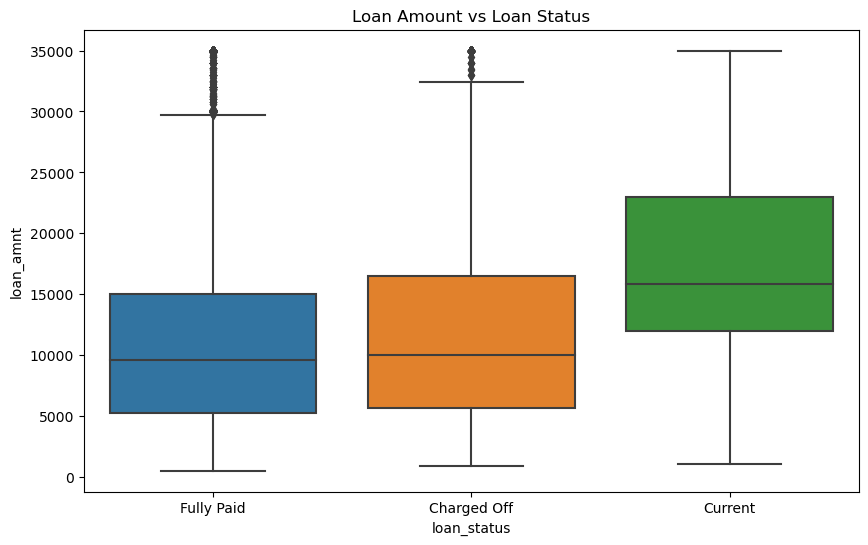 Loan Amount vs Loan Status
35000
30000
25000
20000
15000
10000
5000
0
loan_amnt
Fully Paid
Charged Off
Current
loan_status